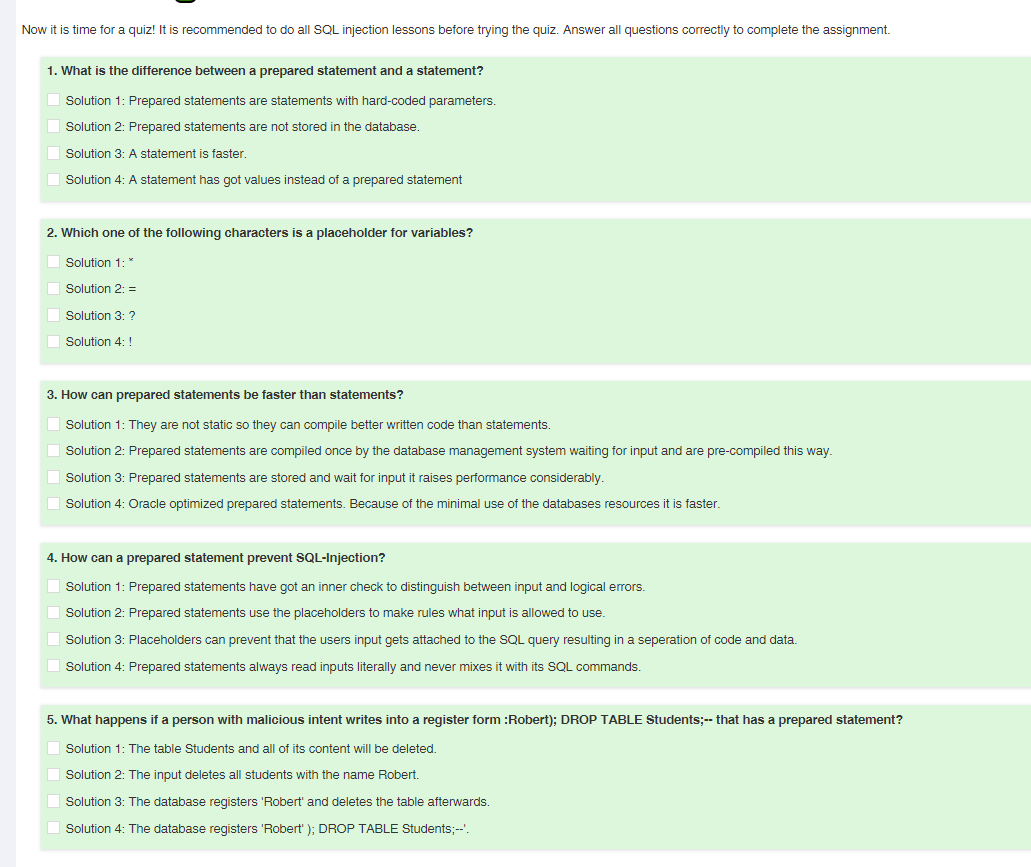 Now it is time for a quiz! It is recommended to do all SQL injection lessons before trying the quiz. Answer all questions correctly to complete the assignment.
1. What is the difference between a prepared statement and a statement?
Solution 1: Prepared statements are statements with hard-coded parameters.
Solution 2: Prepared statements are not stored in the database.
Solution 3: A statement is faster.
Solution 4: A statement has got values instead of a prepared statement
2. Which one of the following characters is a placeholder for variables?
Solution 1: *
Solution 2: =
Solution 3: ?
Solution 4: !
3. How can prepared statements be faster than statements?
Solution 1: They are not static so they can compile better written code than statements.
Solution 2: Prepared statements are compiled once by the database management system waiting for input and are pre-compiled this way.
Solution 3: Prepared statements are stored and wait for input it raises performance considerably.
Solution 4: Oracle optimized prepared statements. Because of the minimal use of the databases resources it is faster.
4. How can a prepared statement prevent SQL-Injection?
Solution 1: Prepared statements have got an inner check to distinguish between input and logical errors.
Solution 2: Prepared statements use the placeholders to make rules what input is allowed to use.
Solution 3: Placeholders can prevent that the users input gets attached to the SQL query resulting in a seperation of code and data.
Solution 4: Prepared statements always read inputs literally and never mixes it with its SQL commands.
5. What happens if a person with malicious intent writes into a register form :Robert); DROP TABLE Students;-- that has a prepared statement?
Solution 1: The table Students and all of its content will be deleted.
Solution 2: The input deletes all students with the name Robert.
Solution 3: The database registers 'Robert' and deletes the table afterwards.
Solution 4: The database registers 'Robert' ); DROP TABLE Students;--'.